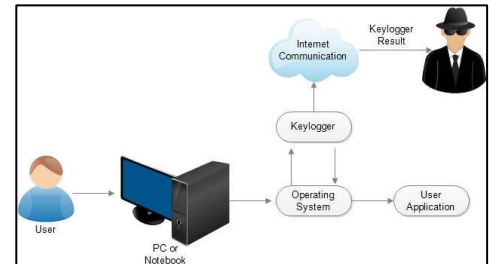 Internet
Communication
Keylogger
Result
Keylogger
User
PC or
Notebook
Operating
System
User
Application